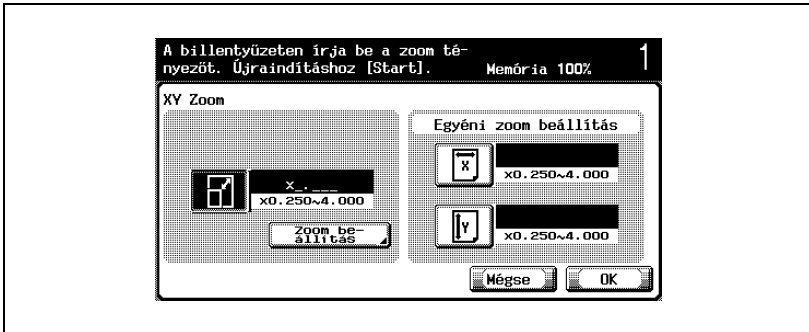 A billentyűzeten írja be a zoom té-
nyezőt. Újraindításhoz [Start].
Memória 100%
1
XY Zoom
x_.___
x0.250~4.000
Zoom be-
állítás
Egyéni zoom beállítás
X
x0.250~4.000
Y
x0.250~4.000
Mégse
OK